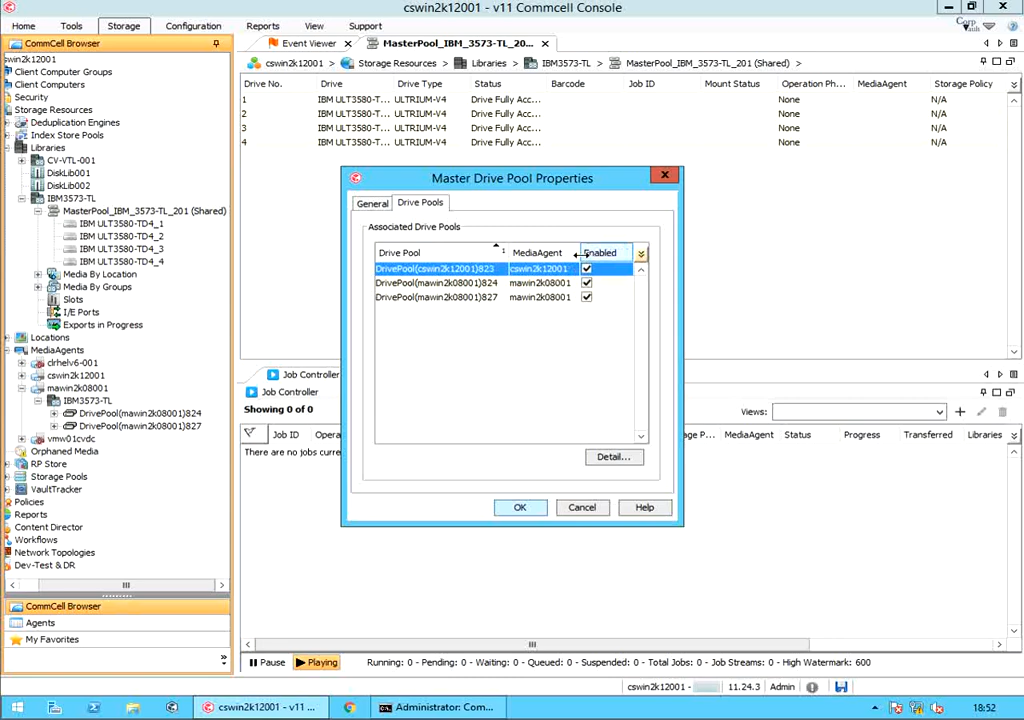 cswin2k12001 - v11 Commcell Console
Home Tools Storage Configuration Reports View Support
CommCell Browser
swin2k12001
Client Computer Groups
Client Computers
Security
Storage Resources
Deduplication Engines
Index Store Pools
Libraries
CV-VTL-001
DiskLib001
DiskLib002
IBM3573-TL
MasterPool_IBM_3573-TL_201 (Shared)
IBM ULT3580-TD4_1
IBM ULT3580-TD4_2
IBM ULT3580-TD4_3
IBM ULT3580-TD4_4
Media By Location
Media By Groups
Slots
I/E Ports
Exports in Progress
Locations
MediaAgents
clrhelv6-001
cswin2k12001
mawin2k08001
IBM3573-TL
DrivePool(mawin2k08001)824
DrivePool(mawin2k08001)827
vmw01cvdc
Orphaned Media
RP Store
Storage Pools
VaultTracker
Policies
Reports
Content Director
Workflows
Network Topologies
Dev-Test & DR
CommCell Browser
Agents
My Favorites
Event Viewer MasterPool_IBM_3573-TL_20...
cswin2k12001 > Storage Resources > Libraries > IBM3573-TL > MasterPool_IBM_3573-TL_201 (Shared) >
Drive No. Drive Drive Type Status Barcode Job ID Mount Status Operation Ph... MediaAgent Storage Policy
1 IBM ULT3580-T... ULTRIUM-V4 Drive Fully Acc... None N/A
2 IBM ULT3580-T... ULTRIUM-V4 Drive Fully Acc... None N/A
3 IBM ULT3580-T... ULTRIUM-V4 Drive Fully Acc... None N/A
4 IBM ULT3580-T... ULTRIUM-V4 Drive Fully Acc... None N/A
Master Drive Pool Properties
General Drive Pools
Associated Drive Pools
Drive Pool 1 MediaAgent Enabled
DrivePool(cswin2k12001)823 cswin2k12001
DrivePool(mawin2k08001)824 mawin2k08001
DrivePool(mawin2k08001)827 mawin2k08001
Detail...
OK Cancel Help
Job Controller
Job Controller
Showing 0 of 0 Views:
Job ID Opera age P... MediaAgent Status Progress Transferred Libraries
There are no jobs curre
Pause Playing Running: 0 - Pending: 0 - Waiting: 0 - Queued: 0 - Suspended: 0 - Total Jobs: 0 - Job Streams: 0 - High Watermark: 600
cswin2k12001 - 11.24.3 Admin
cswin2k12001 - v11 ... Administrator: Com... 18:52